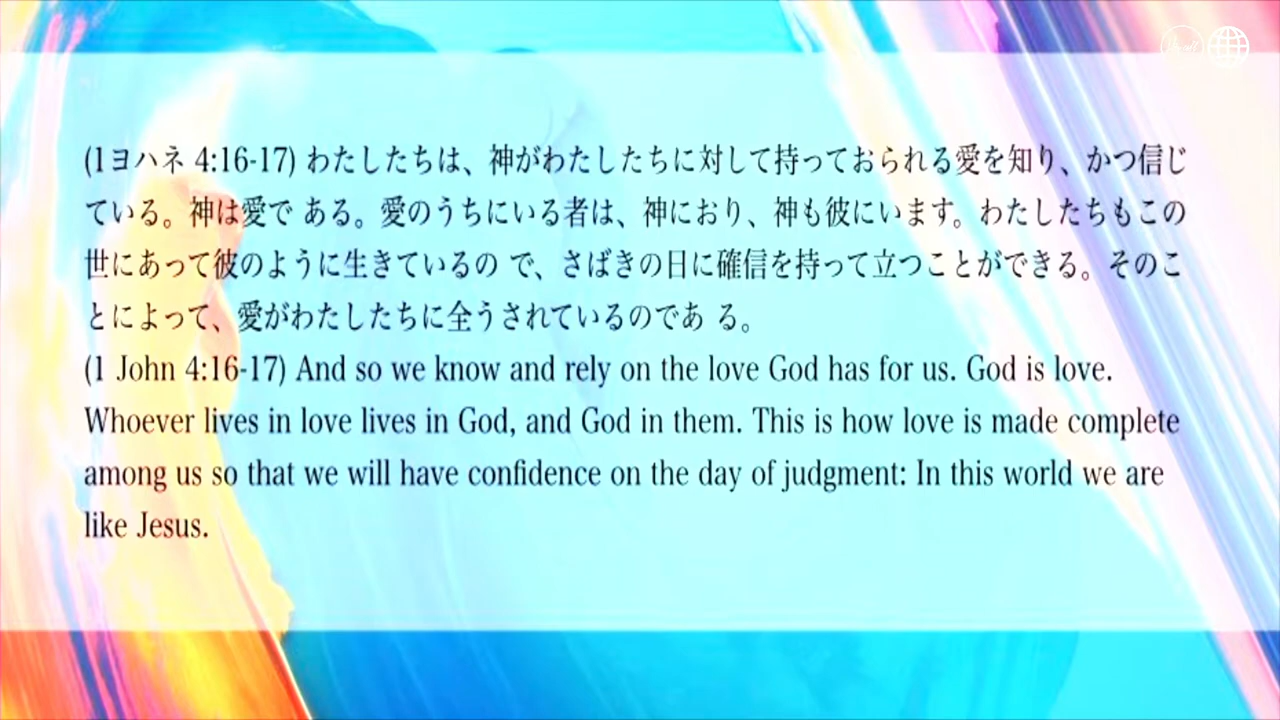 (1ヨハネ 4:16-17) わたしたちは、神がわたしたちに対して持っておられる愛を知り、かつ信じ
ている。神は愛で ある。愛のうちにいる者は、神におり、神も彼にいます。わたしたちもこの
世にあって彼のように生きているの で、さばきの日に確信を持って立つことができる。そのこ
とによって、愛がわたしたちに全うされているのであ る。
(1 John 4:16-17) And so we know and rely on the love God has for us. God is love.
Whoever lives in love lives in God, and God in them. This is how love is made complete
among us so that we will have confidence on the day of judgment: In this world we are
like Jesus.